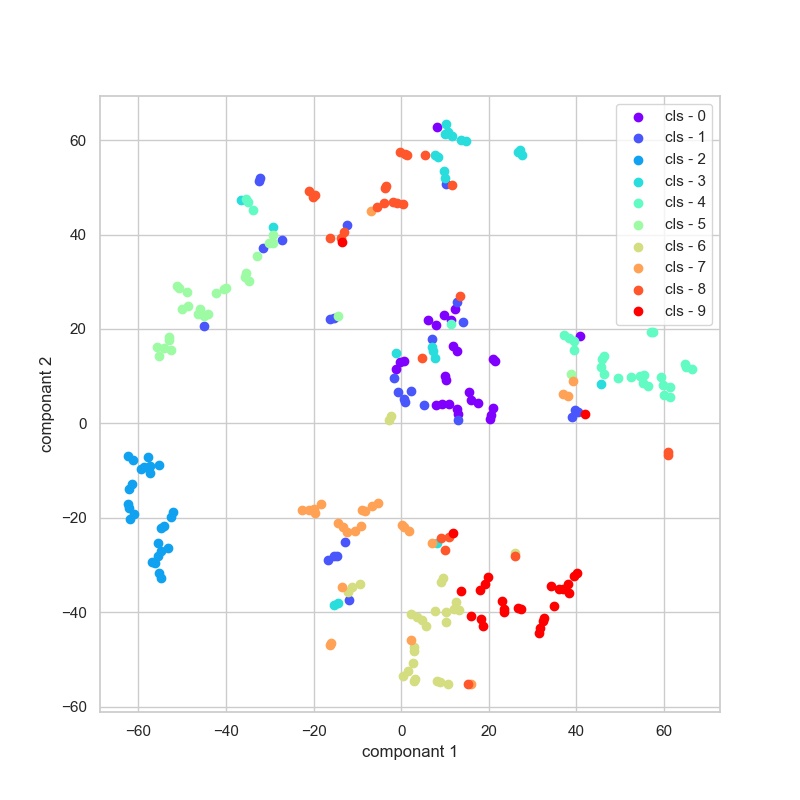 cls - 0
cls - 1
cls - 2
cls - 3
cls - 4
cls - 5
cls - 6
cls - 7
cls - 8
cls - 9
60
40
20
0
−20
−40
−60
componant 2
−60 −40 −20 0 20 40 60
componant 1